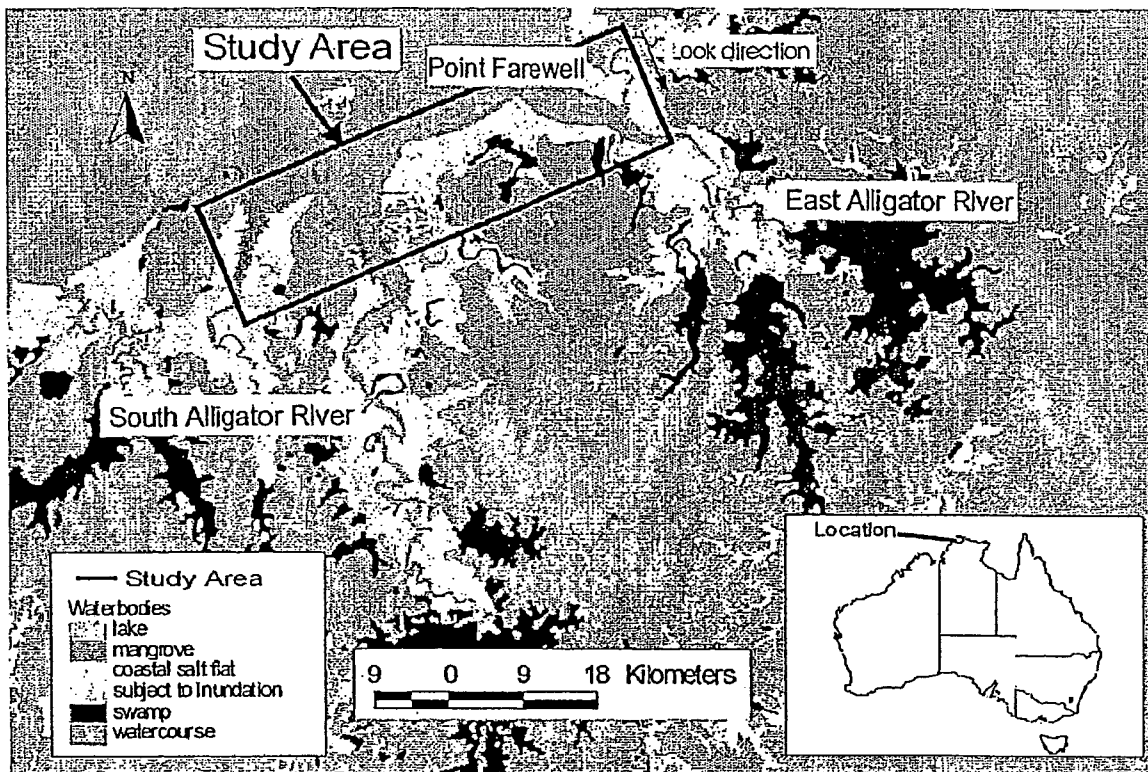 Study Area
Point Farewell
Look direction
N
East Alligator River
South Alligator River
Study Area
Waterbodies
lake
mangrove
coastal salt flat
subject to inundation
swamp
watercourse
9 0 9 18 Kilometers
Location